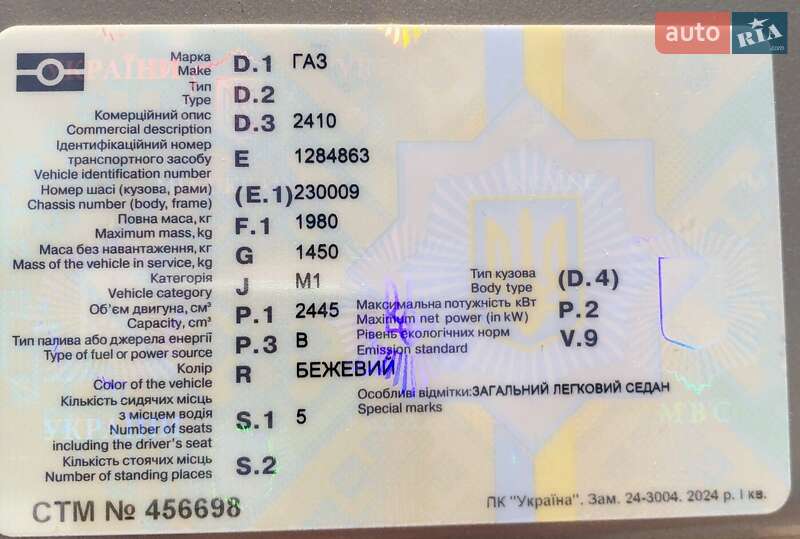 auto RIA.com
УКРАЇНИ
Марка D.1 ГАЗ
Make
Тип D.2
Type
Комерційний опис D.3 2410
Commercial description
Ідентифікаційний номер
транспортного засобу E 1284863
Vehicle identification number
Номер шасі (кузова, рами) (E.1) 230009
Chassis number (body, frame)
Повна маса, кг F.1 1980
Maximum mass, kg
Маса без навантаження, кг G 1450
Mass of the vehicle in service, kg
Категорія J M1
Vehicle category
Тип кузова (D.4)
Body type
Об'єм двигуна, см³ P.1 2445
Capacity, cm³
Максимальна потужність кВт P.2
Maximum net power (in kW)
Тип палива або джерела енергії P.3 B
Type of fuel or power source
Рівень екологічних норм V.9
Emission standard
Колір R БЕЖЕВИЙ
Color of the vehicle
Особливі відмітки:ЗАГАЛЬНИЙ ЛЕГКОВИЙ СЕДАН
Special marks
Кількість сидячих місць
з місцем водія S.1 5
Number of seats
including the driver's seat
МВС
Кількість стоячих місць S.2
Number of standing places
СТМ № 456698
ПК "Україна". Зам. 24-3004. 2024 р. І кв.